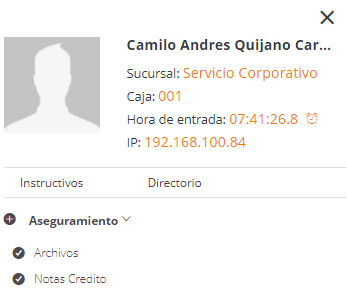 Camilo Andres Quijano Car...
Sucursal: Servicio Corporativo
Caja: 001
Hora de entrada: 07:41:26.8
IP: 192.168.100.84
Instructivos Directorio
Aseguramiento
Archivos
Notas Credito